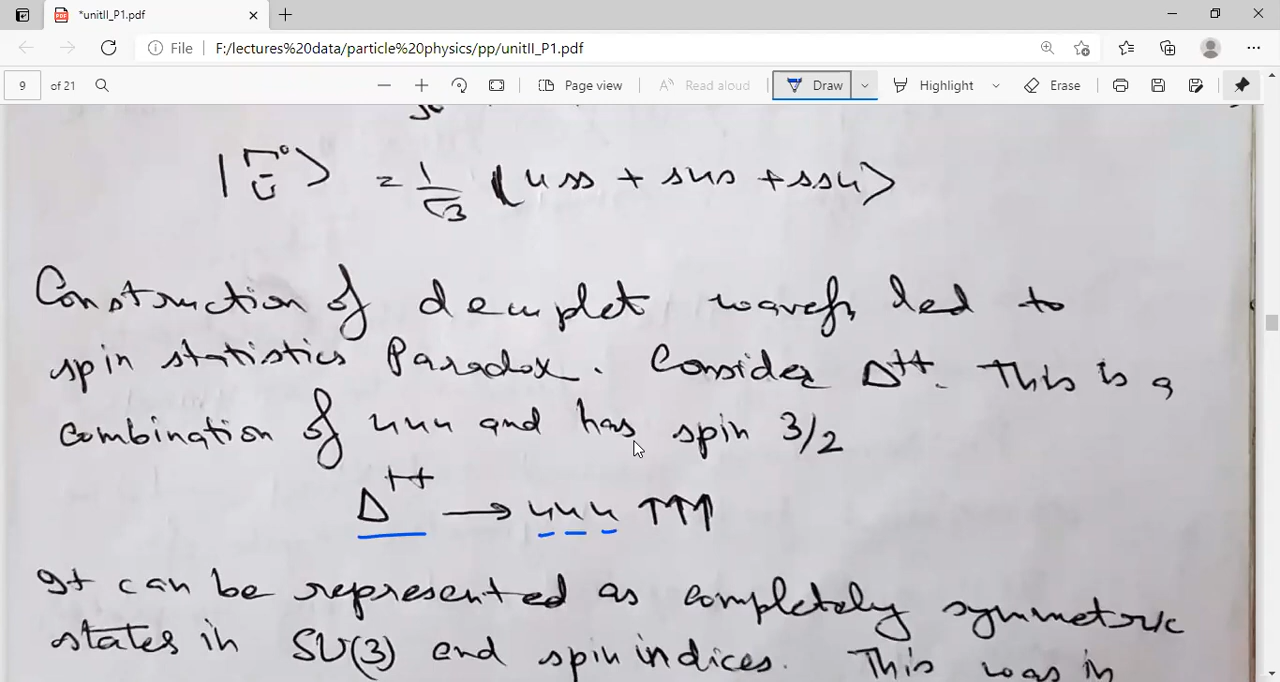 *unitII_P1.pdf
File F:/lectures%20data/particle%20physics/pp/unitII_P1.pdf
9 of 21 Page view Read aloud Draw Highlight Erase
|Ξ⁰> = 1/√3 (uss + sus + ssu>
Construction of decuplet wavefn led to
spin statistics Paradox. Consider Δ⁺⁺. This is a
combination of uuu and has spin 3/2
Δ⁺⁺ → uuu ↑↑↑
It can be represented as completely symmetric
states in SU(3) and spin indices. This was in